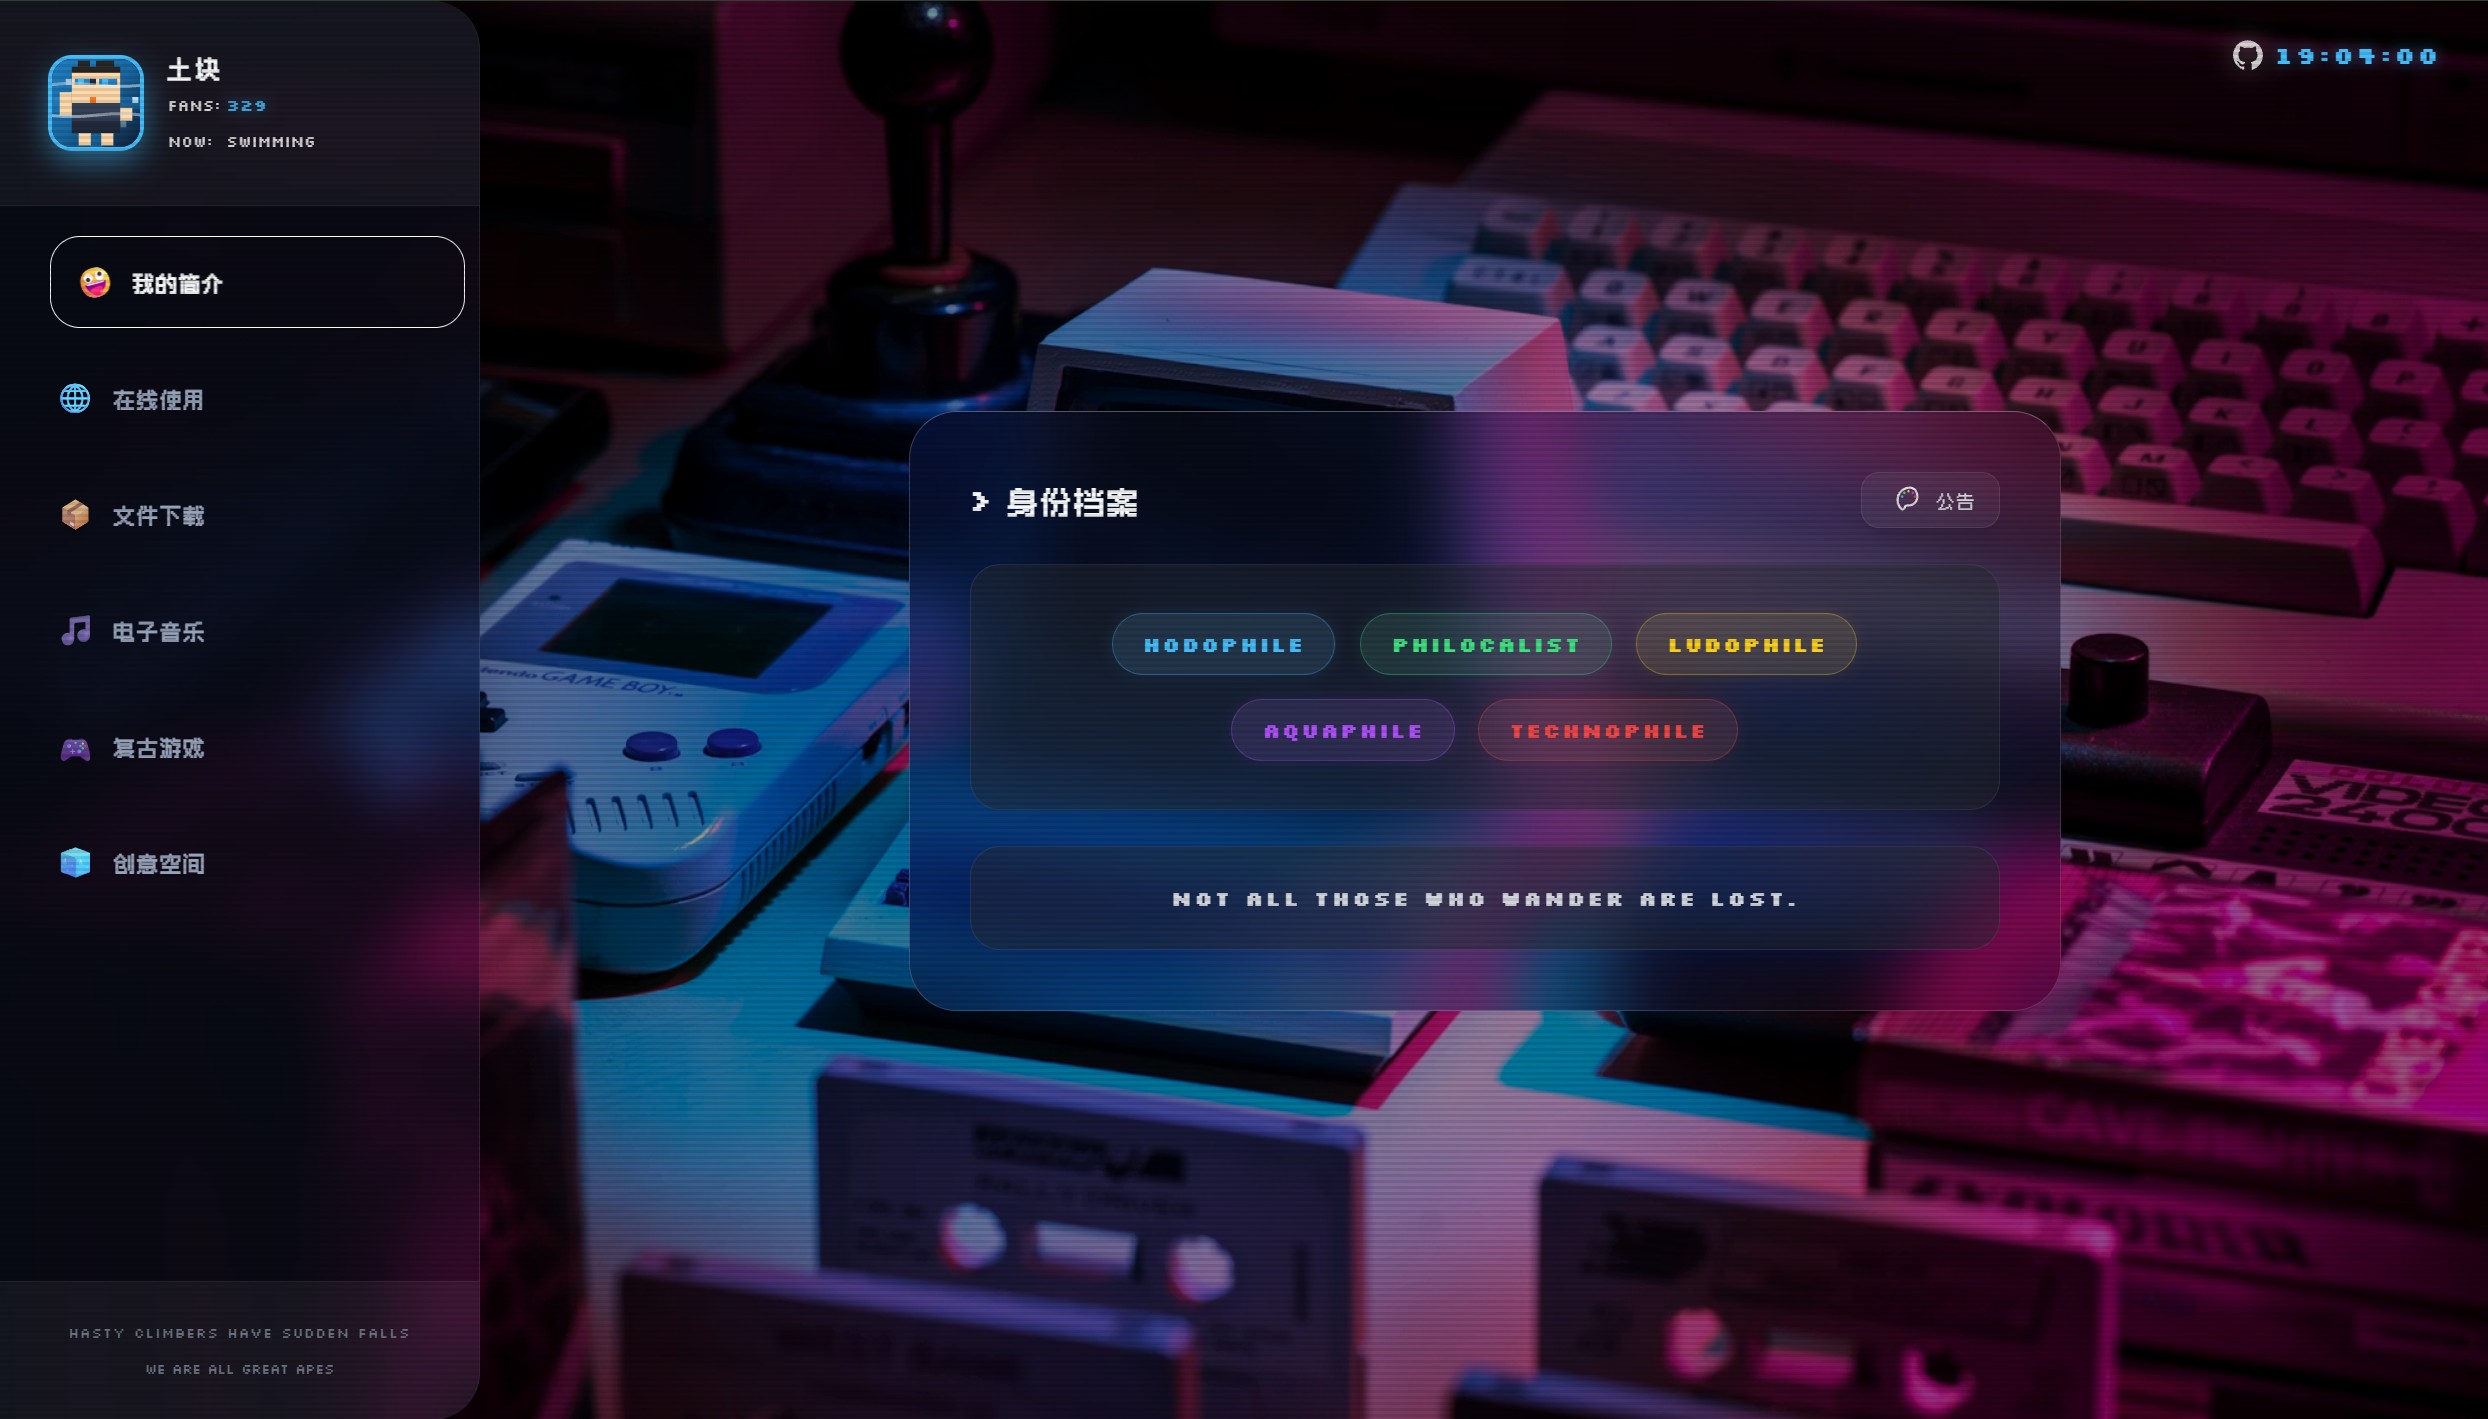 土块
FANS: 329
NOW: SWIMMING
我的简介
在线使用
文件下载
电子音乐
复古游戏
创意空间
HASTY CLIMBERS HAVE SUDDEN FALLS
WE ARE ALL GREAT APES
19:04:00
> 身份档案
公告
HODOPHILE
PHILOCALIST
LUDOPHILE
AQUAPHILE
TECHNOPHILE
NOT ALL THOSE WHO WANDER ARE LOST.
GAME BOY